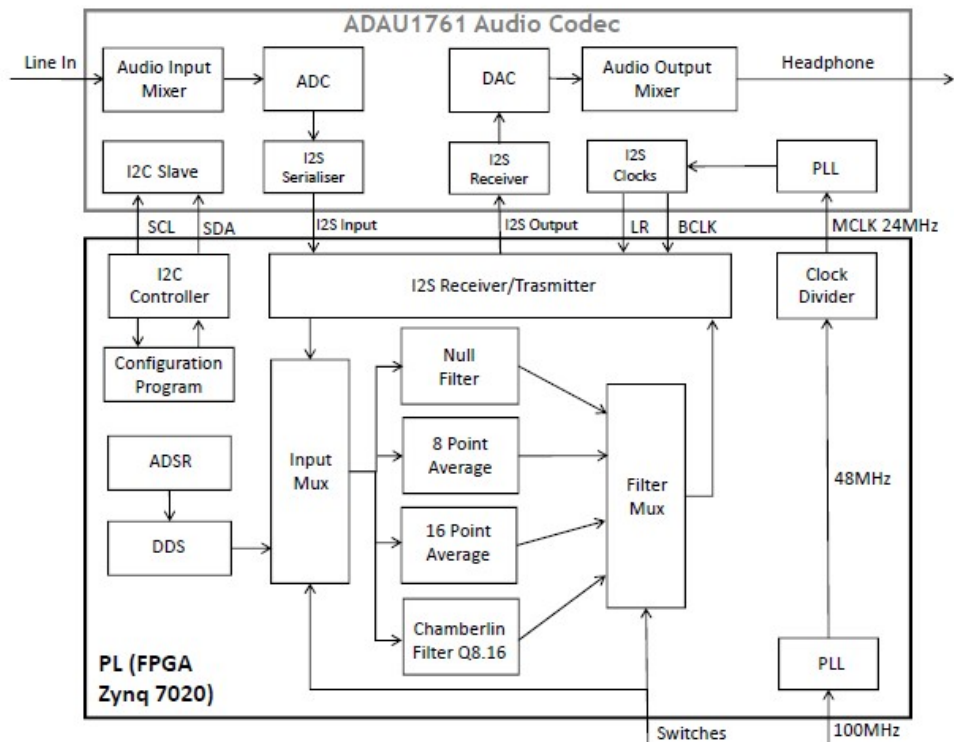 ADAU1761 Audio Codec
Line In
Audio Input
Mixer
ADC
DAC
Audio Output
Mixer
Headphone
I2C Slave
I2S
Serialiser
I2S
Receiver
I2S
Clocks
PLL
SCL
SDA
I2S Input
I2S Output
LR
BCLK
MCLK 24MHz
I2C
Controller
I2S Receiver/Trasmitter
Clock
Divider
Configuration
Program
Null
Filter
ADSR
Input
Mux
8 Point
Average
Filter
Mux
48MHz
DDS
16 Point
Average
Chamberlin
Filter Q8.16
PL (FPGA
Zynq 7020)
PLL
Switches
100MHz